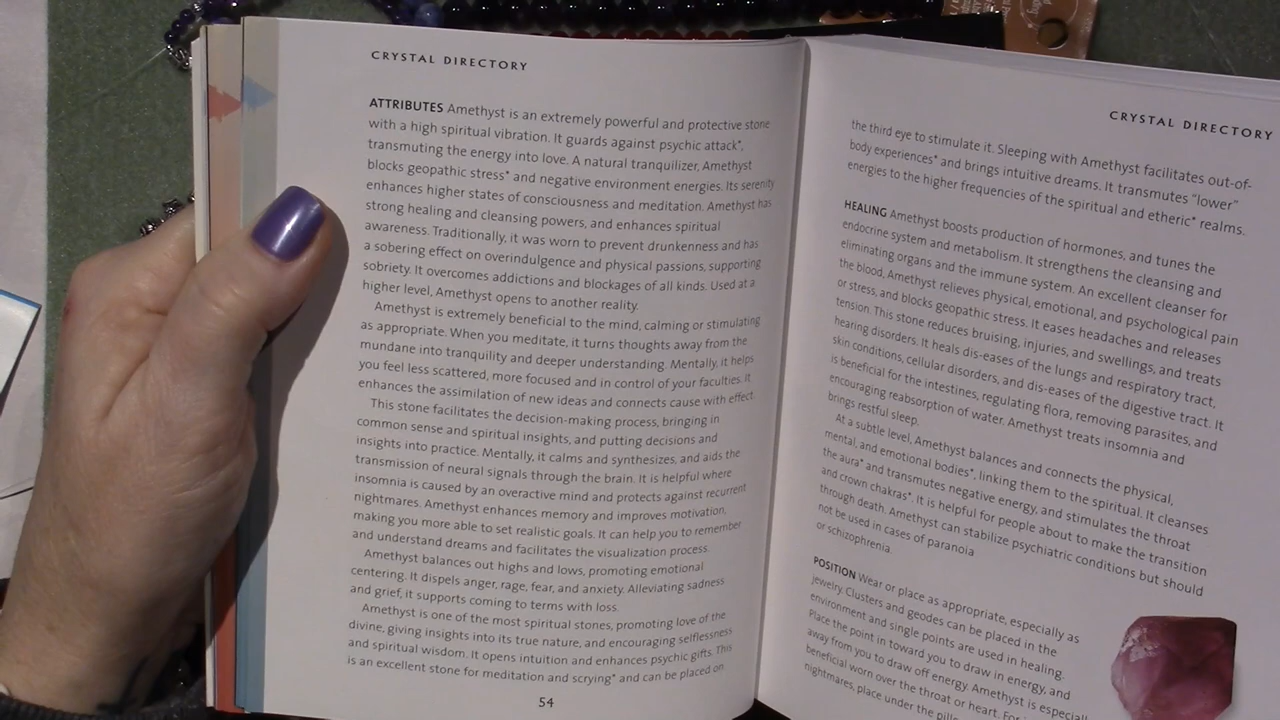 CRYSTAL DIRECTORY
ATTRIBUTES Amethyst is an extremely powerful and protective stone
with a high spiritual vibration. It guards against psychic attack*,
transmuting the energy into love. A natural tranquilizer, Amethyst
blocks geopathic stress* and negative environment energies. Its serenity
enhances higher states of consciousness and meditation. Amethyst has
strong healing and cleansing powers, and enhances spiritual
awareness. Traditionally, it was worn to prevent drunkenness and has
a sobering effect on overindulgence and physical passions, supporting
sobriety. It overcomes addictions and blockages of all kinds. Used at a
higher level, Amethyst opens to another reality.
Amethyst is extremely beneficial to the mind, calming or stimulating
as appropriate. When you meditate, it turns thoughts away from the
mundane into tranquility and deeper understanding. Mentally, it helps
you feel less scattered, more focused and in control of your faculties. It
enhances the assimilation of new ideas and connects cause with effect.
This stone facilitates the decision-making process, bringing in
common sense and spiritual insights, and putting decisions and
insights into practice. Mentally, it calms and synthesizes, and aids the
transmission of neural signals through the brain. It is helpful where
insomnia is caused by an overactive mind and protects against recurrent
nightmares. Amethyst enhances memory and improves motivation,
making you more able to set realistic goals. It can help you to remember
and understand dreams and facilitates the visualization process.
Amethyst balances out highs and lows, promoting emotional
centering. It dispels anger, rage, fear, and anxiety. Alleviating sadness
and grief, it supports coming to terms with loss.
Amethyst is one of the most spiritual stones, promoting love of the
divine, giving insights into its true nature, and encouraging selflessness
and spiritual wisdom. It opens intuition and enhances psychic gifts. This
is an excellent stone for meditation and scrying* and can be placed on
54
CRYSTAL DIRECTORY
the third eye to stimulate it. Sleeping with Amethyst facilitates out-of-
body experiences* and brings intuitive dreams. It transmutes "lower"
energies to the higher frequencies of the spiritual and etheric* realms.
HEALING Amethyst boosts production of hormones, and tunes the
endocrine system and metabolism. It strengthens the cleansing and
eliminating organs and the immune system. An excellent cleanser for
the blood, Amethyst relieves physical, emotional, and psychological pain
or stress, and blocks geopathic stress. It eases headaches and releases
tension. This stone reduces bruising, injuries, and swellings, and treats
hearing disorders. It heals dis-eases of the lungs and respiratory tract,
skin conditions, cellular disorders, and dis-eases of the digestive tract. It
is beneficial for the intestines, regulating flora, removing parasites, and
encouraging reabsorption of water. Amethyst treats insomnia and
brings restful sleep.
At a subtle level, Amethyst balances and connects the physical,
mental, and emotional bodies*, linking them to the spiritual. It cleanses
the aura* and transmutes negative energy, and stimulates the throat
and crown chakras*. It is helpful for people about to make the transition
through death. Amethyst can stabilize psychiatric conditions but should
not be used in cases of paranoia
or schizophrenia.
POSITION Wear or place as appropriate, especially as
jewelry. Clusters and geodes can be placed in the
environment and single points are used in healing.
Place the point in toward you to draw in energy, and
away from you to draw off energy. Amethyst is especially
beneficial worn over the throat or heart. For
nightmares, place under the